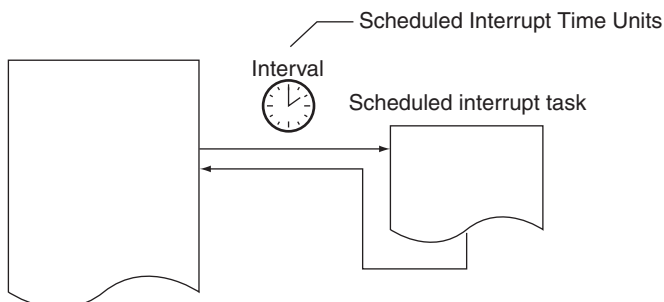 Scheduled Interrupt Time Units
Interval
Scheduled interrupt task